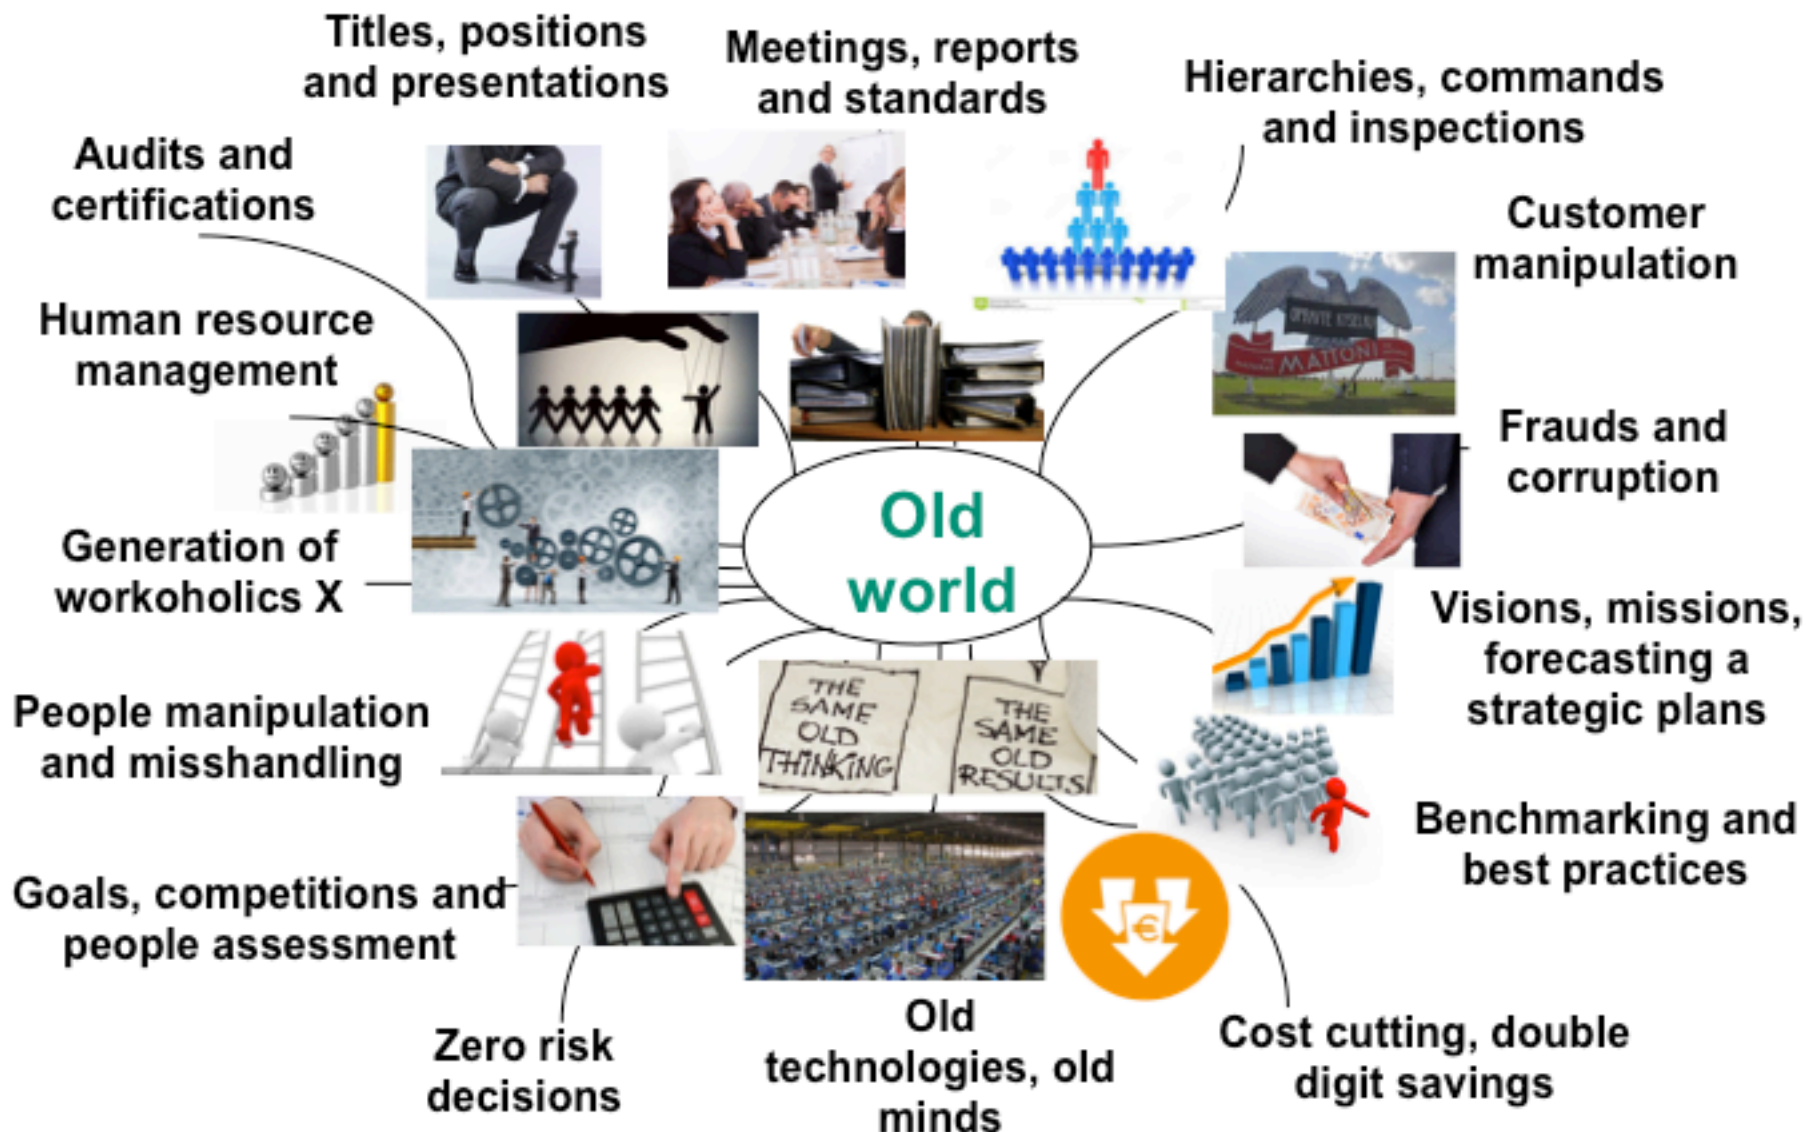 Titles, positions
and presentations
Meetings, reports
and standards
Hierarchies, commands
and inspections
Audits and
certifications
Customer
manipulation
Human resource
management
MATTONI
Frauds and
corruption
Old
world
Generation of
workoholics X
Visions, missions,
forecasting a
strategic plans
People manipulation
and misshandling
THE
SAME
OLD
THINKING
THE
SAME
OLD
RESULTS
Benchmarking and
best practices
Goals, competitions and
people assessment
€
Zero risk
decisions
Old
technologies, old
minds
Cost cutting, double
digit savings